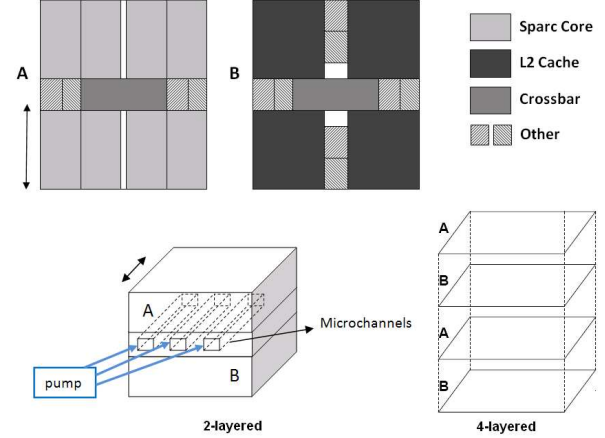 A
B
Sparc Core
L2 Cache
Crossbar
Other
A
B
Microchannels
pump
2-layered
A
B
A
B
4-layered